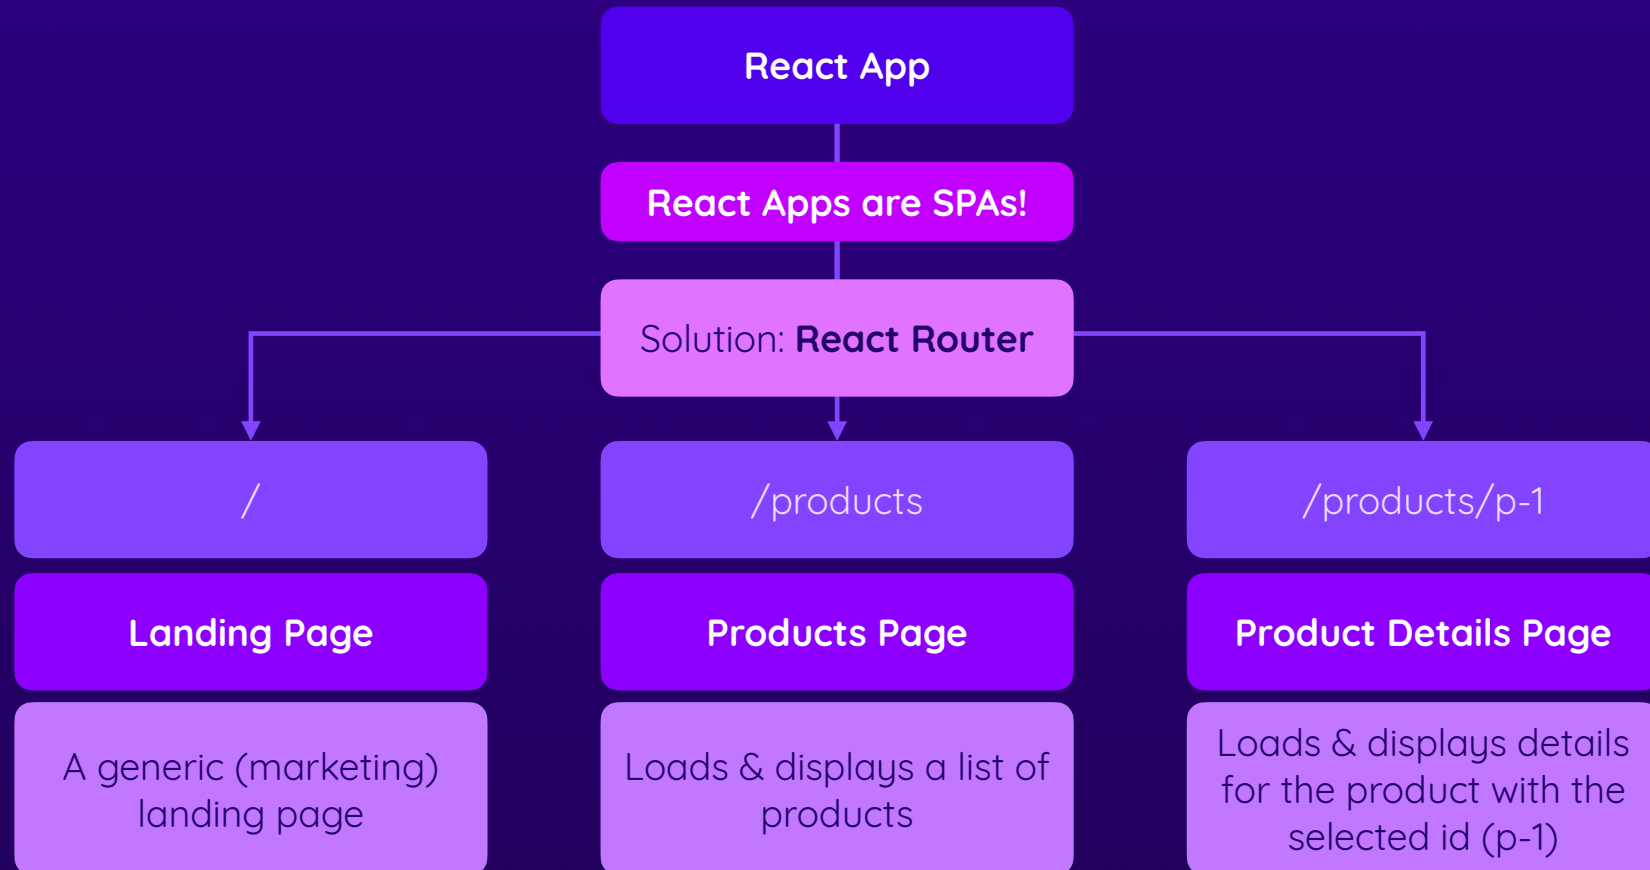 React App
React Apps are SPAs!
Solution: React Router
/
/products
/products/p-1
Landing Page
Products Page
Product Details Page
A generic (marketing)
landing page
Loads & displays a list of
products
Loads & displays details
for the product with the
selected id (p-1)